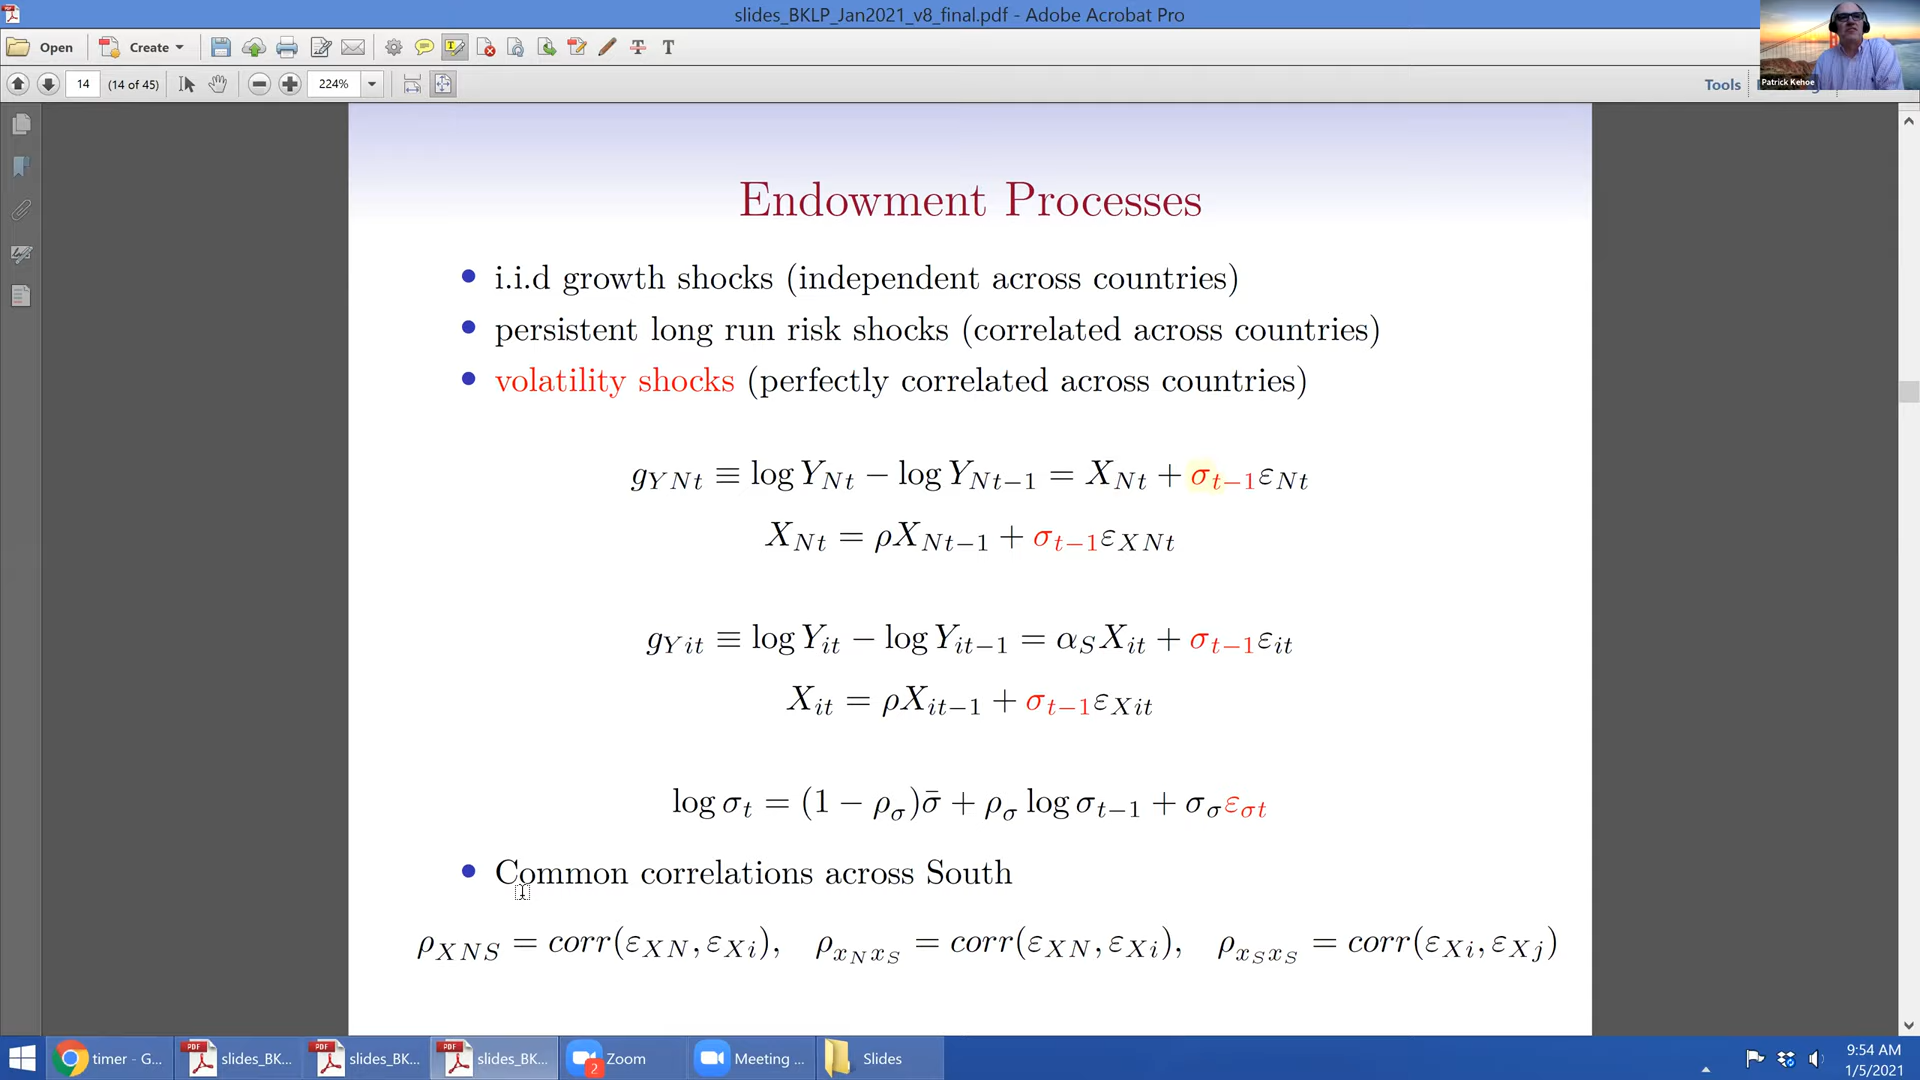 slides_BKLP_Jan2021_v8_final.pdf - Adobe Acrobat Pro
Open
Create
14
(14 of 45)
224%
Tools
Patrick Kehoe
Endowment Processes
• i.i.d growth shocks (independent across countries)
• persistent long run risk shocks (correlated across countries)
• volatility shocks (perfectly correlated across countries)
g_{YNt} ≡ log Y_{Nt} − log Y_{Nt−1} = X_{Nt} + σ_{t−1}ε_{Nt}
X_{Nt} = ρX_{Nt−1} + σ_{t−1}ε_{XNt}
g_{Yit} ≡ log Y_{it} − log Y_{it−1} = α_S X_{it} + σ_{t−1}ε_{it}
X_{it} = ρX_{it−1} + σ_{t−1}ε_{Xit}
log σ_t = (1 − ρ_σ)σ̄ + ρ_σ log σ_{t−1} + σ_σ ε_{σt}
• Common correlations across South
ρ_{XNS} = corr(ε_{XN}, ε_{Xi}), ρ_{x_N x_S} = corr(ε_{XN}, ε_{Xi}), ρ_{x_S x_S} = corr(ε_{Xi}, ε_{Xj})
timer - G...
slides_BK...
slides_BK...
slides_BK...
2
Zoom
Meeting ...
Slides
9:54 AM
1/5/2021